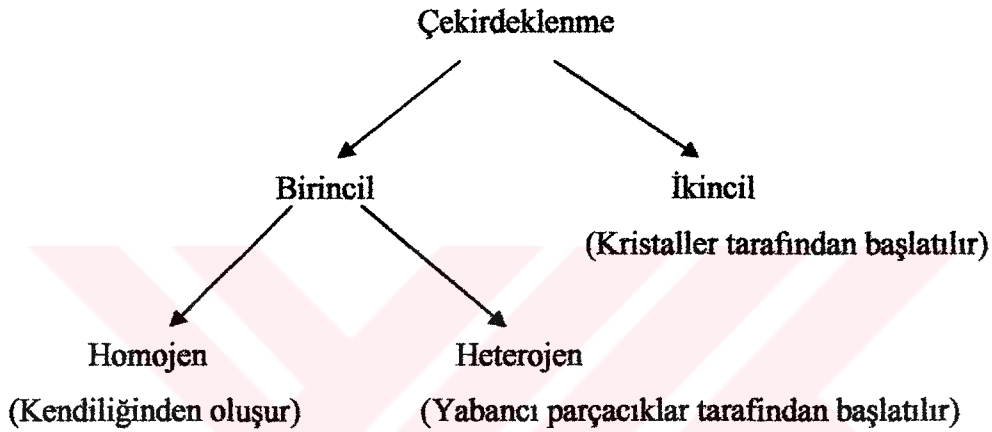 Çekirdeklenme
Birincil
İkincil
(Kristaller tarafından başlatılır)
Homojen
Heterojen
(Kendiliğinden oluşur)
(Yabancı parçacıklar tarafından başlatılır)